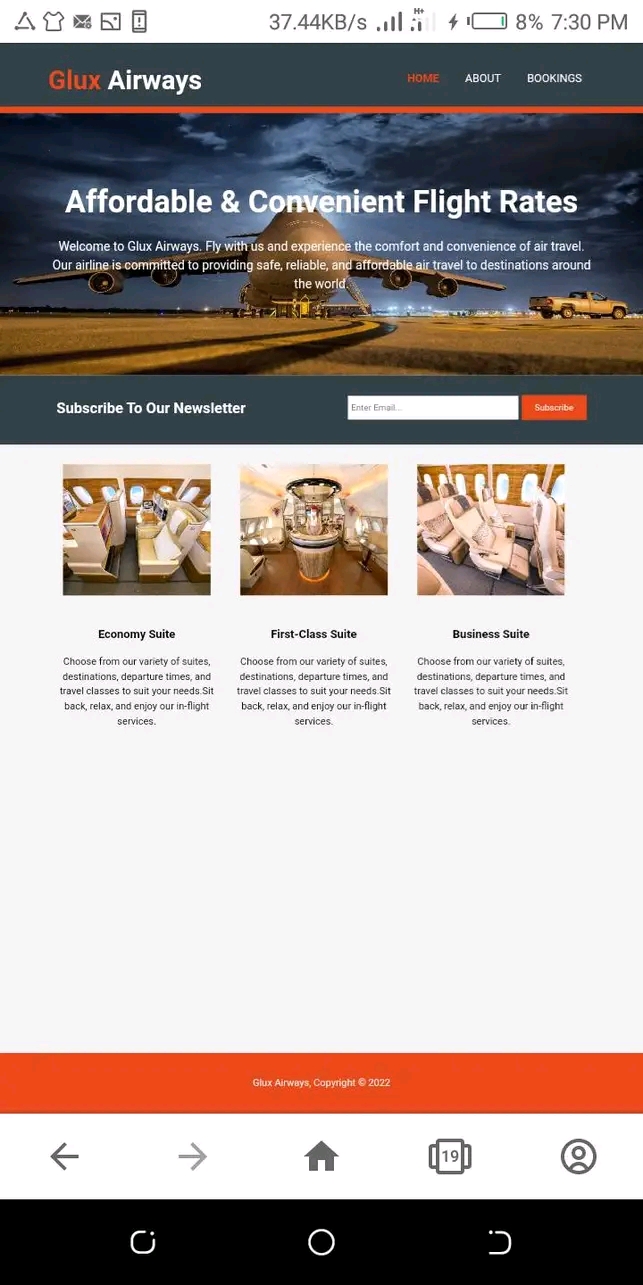 37.44KB/s H+ 8% 7:30 PM
Glux Airways
HOME ABOUT BOOKINGS
Affordable & Convenient Flight Rates
Welcome to Glux Airways. Fly with us and experience the comfort and convenience of air travel.
Our airline is committed to providing safe, reliable, and affordable air travel to destinations around
the world.
Subscribe To Our Newsletter
Enter Email...
Subscribe
Economy Suite
Choose from our variety of suites,
destinations, departure times, and
travel classes to suit your needs.Sit
back, relax, and enjoy our in-flight
services.
First-Class Suite
Choose from our variety of suites,
destinations, departure times, and
travel classes to suit your needs.Sit
back, relax, and enjoy our in-flight
services.
Business Suite
Choose from our variety of suites,
destinations, departure times, and
travel classes to suit your needs.Sit
back, relax, and enjoy our in-flight
services.
Glux Airways, Copyright © 2022
19